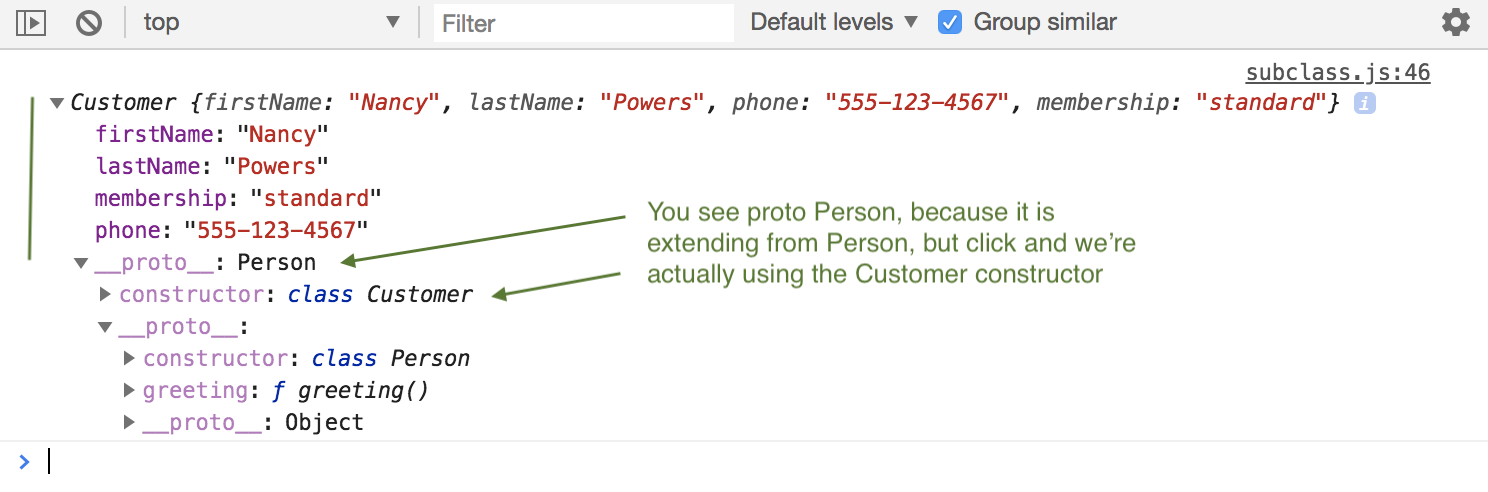 top Filter Default levels Group similar
subclass.js:46
Customer {firstName: "Nancy", lastName: "Powers", phone: "555-123-4567", membership: "standard"} i
firstName: "Nancy"
lastName: "Powers"
membership: "standard"
phone: "555-123-4567"
__proto__: Person
constructor: class Customer
__proto__:
constructor: class Person
greeting: ƒ greeting()
__proto__: Object
You see proto Person, because it is
extending from Person, but click and we’re
actually using the Customer constructor